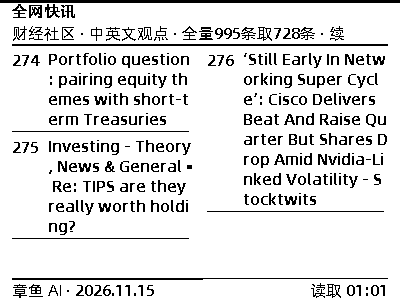 全网快讯
财经社区 · 中英文观点 · 全量995条取728条 · 续
274 Portfolio question
: pairing equity th
emes with short-t
erm Treasuries
275 Investing - Theory
, News & General •
Re: TIPS are they
really worth holdi
ng?
276 ‘Still Early In Netw
orking Super Cycl
e’: Cisco Delivers
Beat And Raise Qu
arter But Shares D
rop Amid Nvidia-Li
nked Volatility - S
tocktwits
章鱼 AI · 2026.11.15
读取 01:01